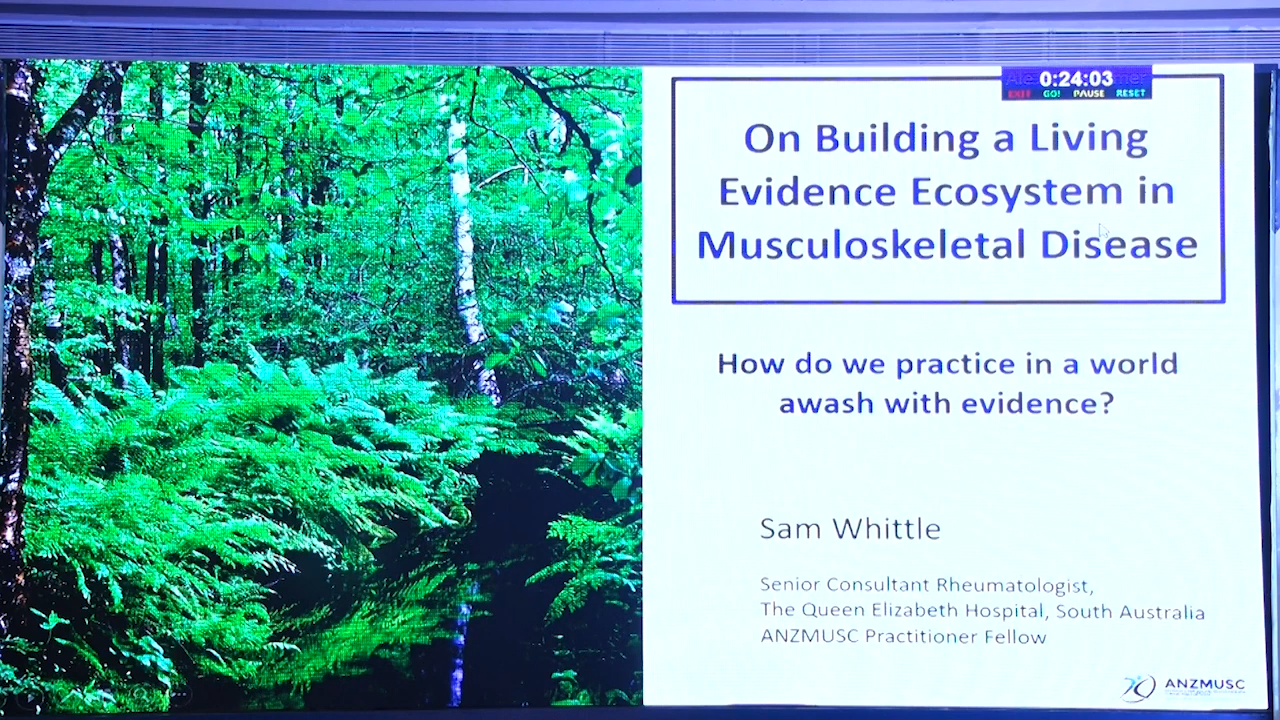 0:24:03
EXIT GO! PAUSE RESET
On Building a Living
Evidence Ecosystem in
Musculoskeletal Disease
How do we practice in a world
awash with evidence?
Sam Whittle
Senior Consultant Rheumatologist,
The Queen Elizabeth Hospital, South Australia
ANZMUSC Practitioner Fellow
ANZMUSC